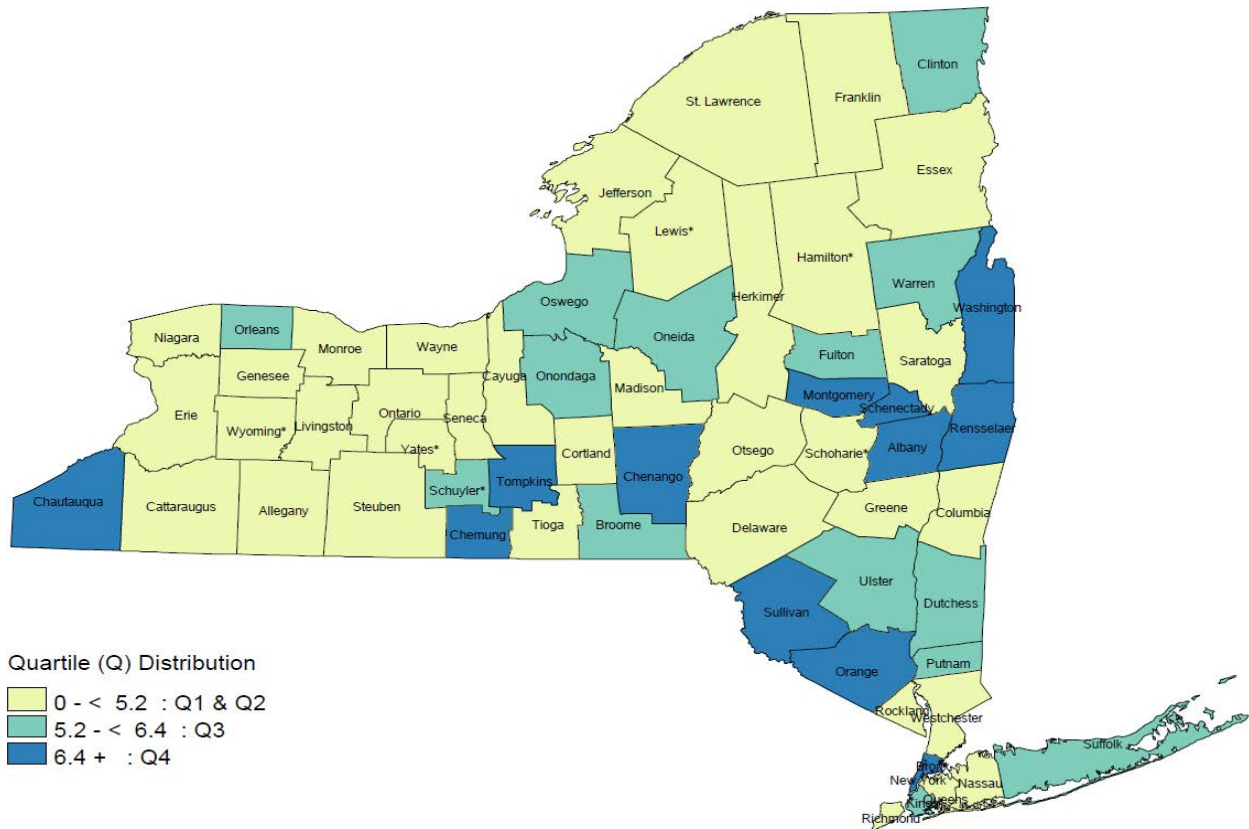 Clinton
St. Lawrence
Franklin
Essex
Jefferson
Lewis*
Hamilton*
Warren
Herkimer
Washington
Oswego
Oneida
Orleans
Niagara
Monroe
Wayne
Fulton
Saratoga
Genesee
Cayuga
Onondaga
Madison
Montgomery
Schenectady
Erie
Ontario
Seneca
Livingston
Wyoming*
Rensselaer
Yates*
Cortland
Otsego
Schoharie*
Albany
Chenango
Tompkins
Schuyler*
Chautauqua
Cattaraugus
Allegany
Steuben
Greene
Columbia
Chemung
Tioga
Broome
Delaware
Ulster
Dutchess
Sullivan
Putnam
Orange
Rockland
Westchester
Suffolk
Bronx
New York
Nassau
Queens
Kings
Richmond
Quartile (Q) Distribution
0 - < 5.2 : Q1 & Q2
5.2 - < 6.4 : Q3
6.4 + : Q4